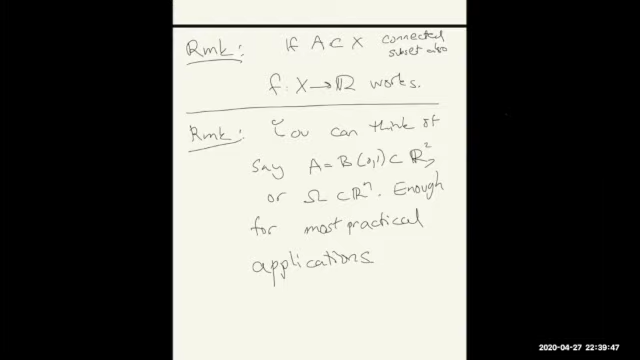 Rmk: If A ⊂ X connected
subset also
f: X → ℝ works.
Rmk: You can think of
say A = B(0,1) ⊂ ℝ²,
or Ω ⊂ ℝⁿ. Enough
for most practical
applications
2020-04-27 22:39:47